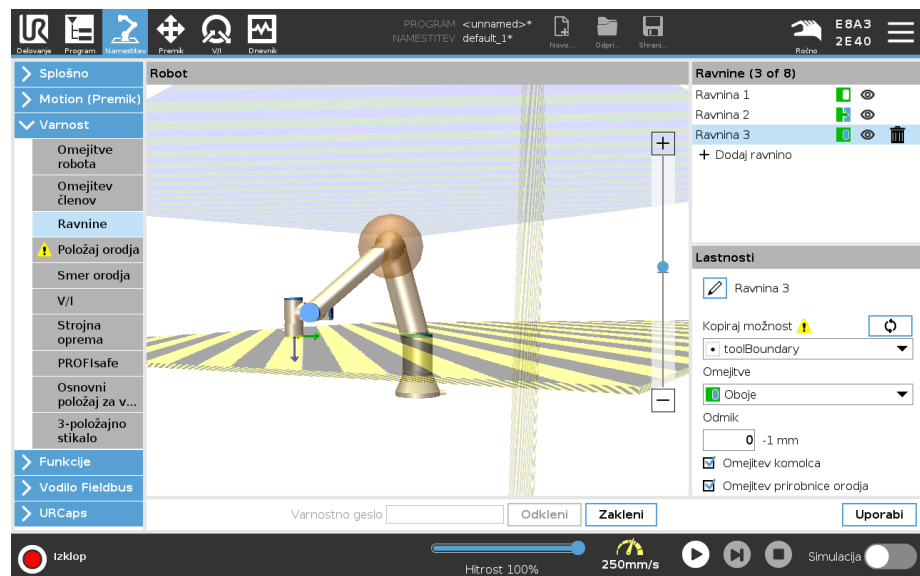 PROGRAM <unnamed>*
NAMESTITEV default_1*
Delovanje
Program
Namestitev
Premik
V/I
Dnevnik
Novo...
Odpri...
Shrani...
Ročno
E8A3
2E40
Splošno
Motion (Premik)
Varnost
Omejitve
robota
Omejitev
členov
Ravnine
Položaj orodja
Smer orodja
V/I
Strojna
oprema
PROFIsafe
Osnovni
položaj za v...
3-položajno
stikalo
Funkcije
Vodilo Fieldbus
URCaps
Robot
Ravnine (3 of 8)
Ravnina 1
Ravnina 2
Ravnina 3
+ Dodaj ravnino
Lastnosti
Ravnina 3
Kopiraj možnost
toolBoundary
Omejitve
Oboje
Odmik
0 -1 mm
Omejitev komolca
Omejitev prirobnice orodja
Varnostno geslo
Odkleni
Zakleni
Uporabi
Izklop
Hitrost 100%
250mm/s
Simulacija